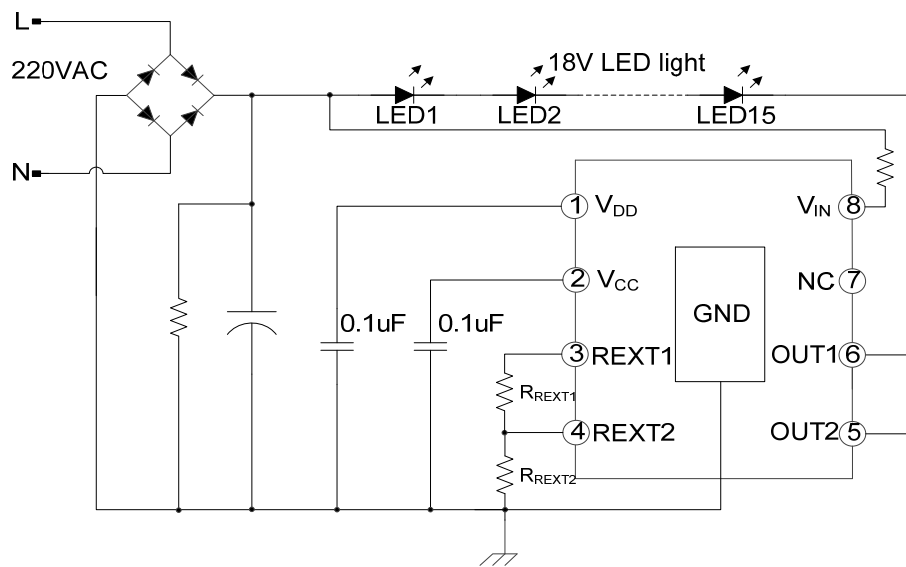 L
220VAC
N
18V LED light
LED1
LED2
LED15
1
VDD
VIN
8
2
VCC
NC
7
GND
0.1uF
0.1uF
3
REXT1
OUT1
6
RREXT1
4
REXT2
OUT2
5
RREXT2